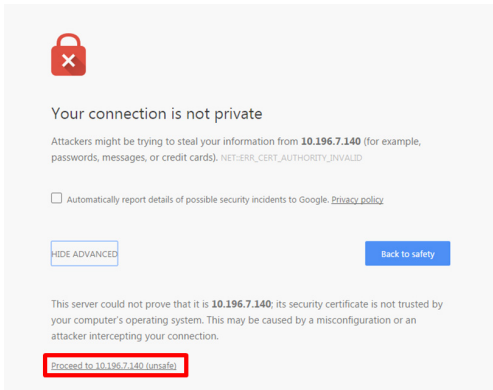 Your connection is not private
Attackers might be trying to steal your information from 10.196.7.140 (for example,
passwords, messages, or credit cards). NET::ERR_CERT_AUTHORITY_INVALID
Automatically report details of possible security incidents to Google. Privacy policy
HIDE ADVANCED
Back to safety
This server could not prove that it is 10.196.7.140; its security certificate is not trusted by
your computer's operating system. This may be caused by a misconfiguration or an
attacker intercepting your connection.
Proceed to 10.196.7.140 (unsafe)